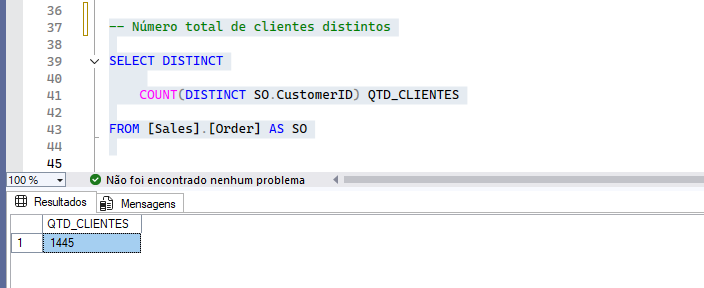 36
37 -- Número total de clientes distintos
38
39 SELECT DISTINCT
40
41 COUNT(DISTINCT SO.CustomerID) QTD_CLIENTES
42
43 FROM [Sales].[Order] AS SO
44
45
100 % Não foi encontrado nenhum problema
Resultados Mensagens
QTD_CLIENTES
1 1445